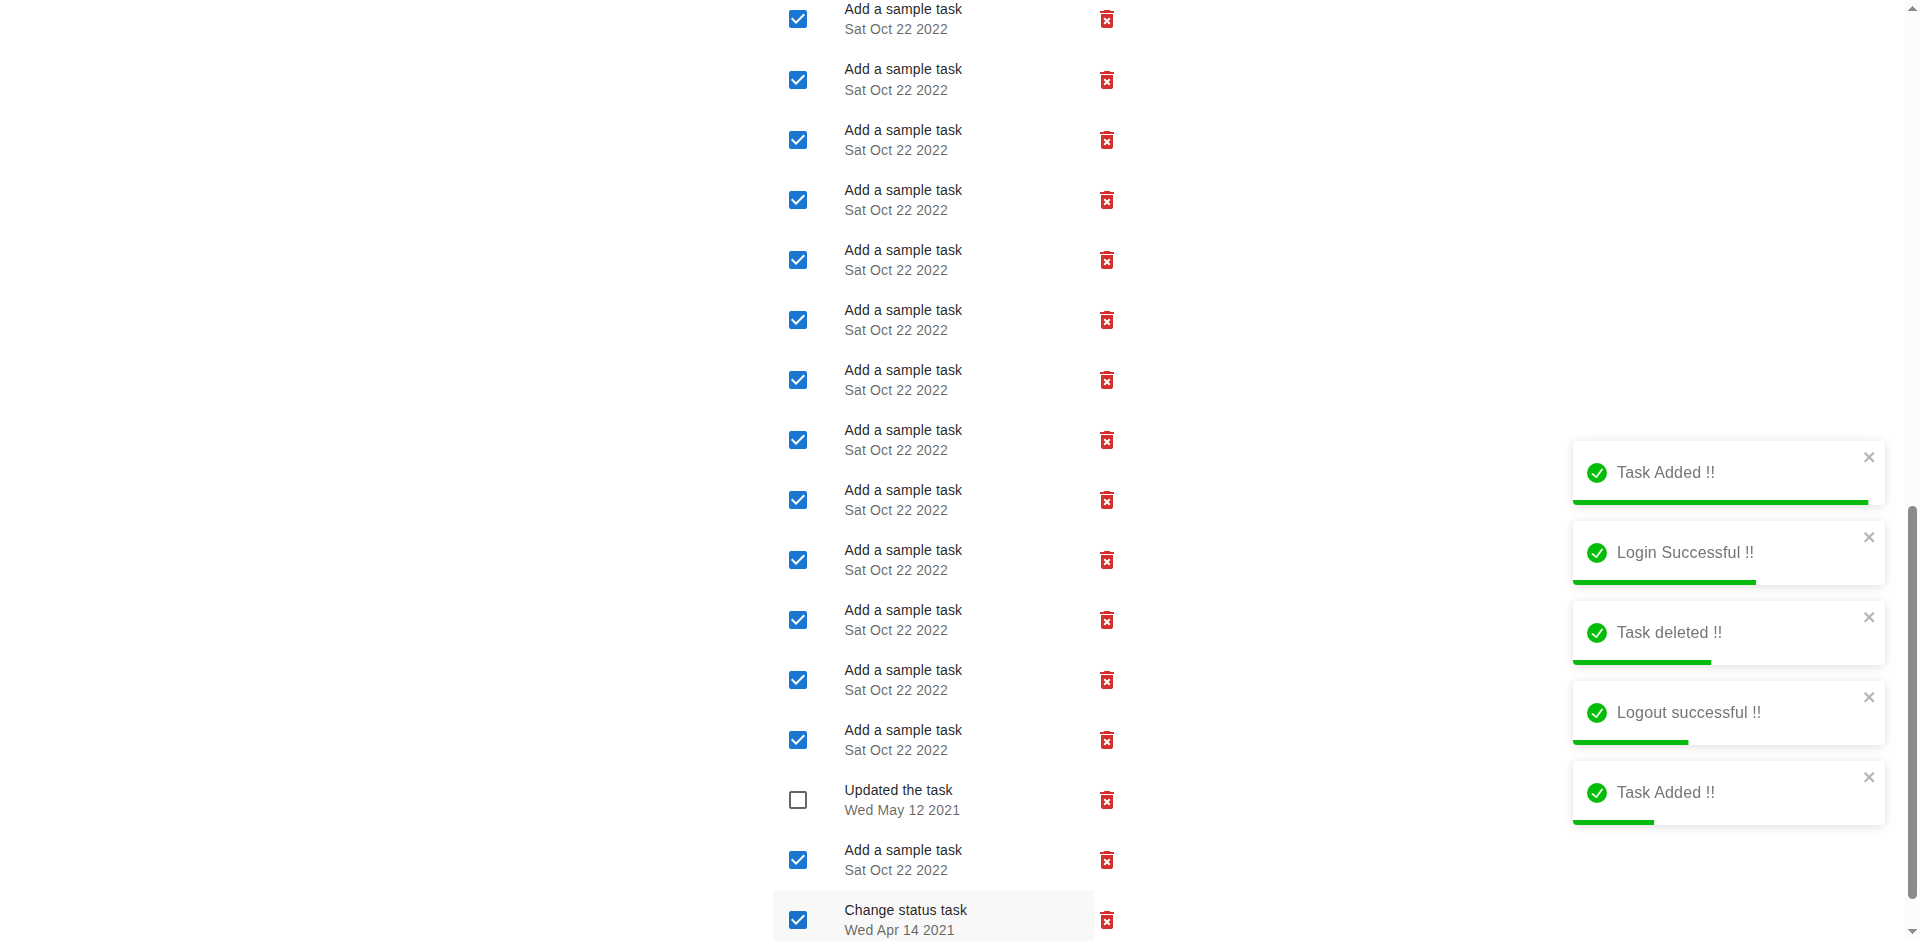 Add a sample task
Sat Oct 22 2022
Add a sample task
Sat Oct 22 2022
Add a sample task
Sat Oct 22 2022
Add a sample task
Sat Oct 22 2022
Add a sample task
Sat Oct 22 2022
Add a sample task
Sat Oct 22 2022
Add a sample task
Sat Oct 22 2022
Add a sample task
Sat Oct 22 2022
Add a sample task
Sat Oct 22 2022
Add a sample task
Sat Oct 22 2022
Add a sample task
Sat Oct 22 2022
Add a sample task
Sat Oct 22 2022
Add a sample task
Sat Oct 22 2022
Updated the task
Wed May 12 2021
Add a sample task
Sat Oct 22 2022
Change status task
Wed Apr 14 2021
Task Added !!
Login Successful !!
Task deleted !!
Logout successful !!
Task Added !!